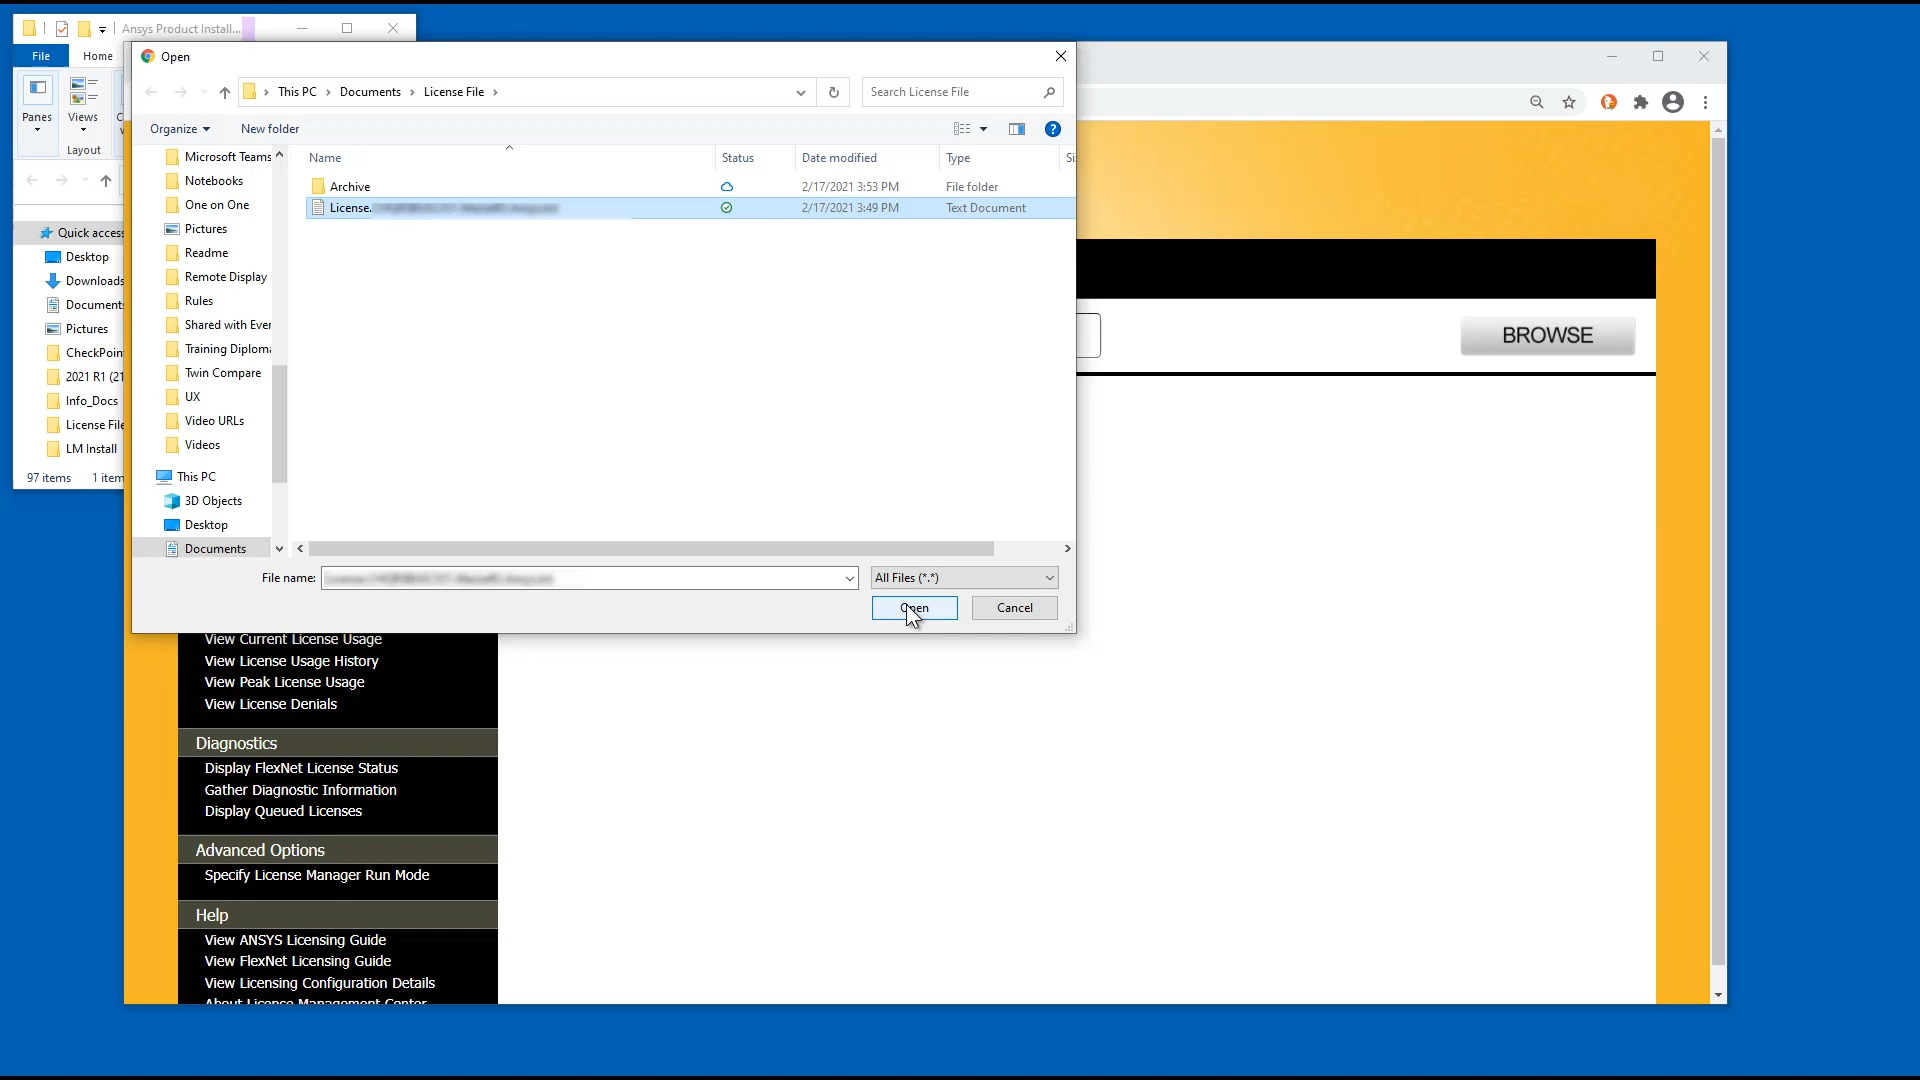 Ansys Product Install...
File Home
Panes Views
Layout
Quick access
Desktop
Downloads
Documents
Pictures
CheckPoin
2021 R1 (21
Info_Docs
License File
LM Install
97 items 1 item
Open
This PC > Documents > License File >
Search License File
Organize New folder
Microsoft Teams
Notebooks
One on One
Pictures
Readme
Remote Display
Rules
Shared with Ever
Training Diploma
Twin Compare
UX
Video URLs
Videos
This PC
3D Objects
Desktop
Documents
Name Status Date modified Type Si
Archive 2/17/2021 3:53 PM File folder
License. 2/17/2021 3:49 PM Text Document
File name: All Files (*.*)
Open Cancel
BROWSE
View Current License Usage
View License Usage History
View Peak License Usage
View License Denials
Diagnostics
Display FlexNet License Status
Gather Diagnostic Information
Display Queued Licenses
Advanced Options
Specify License Manager Run Mode
Help
View ANSYS Licensing Guide
View FlexNet Licensing Guide
View Licensing Configuration Details
About License Management Center